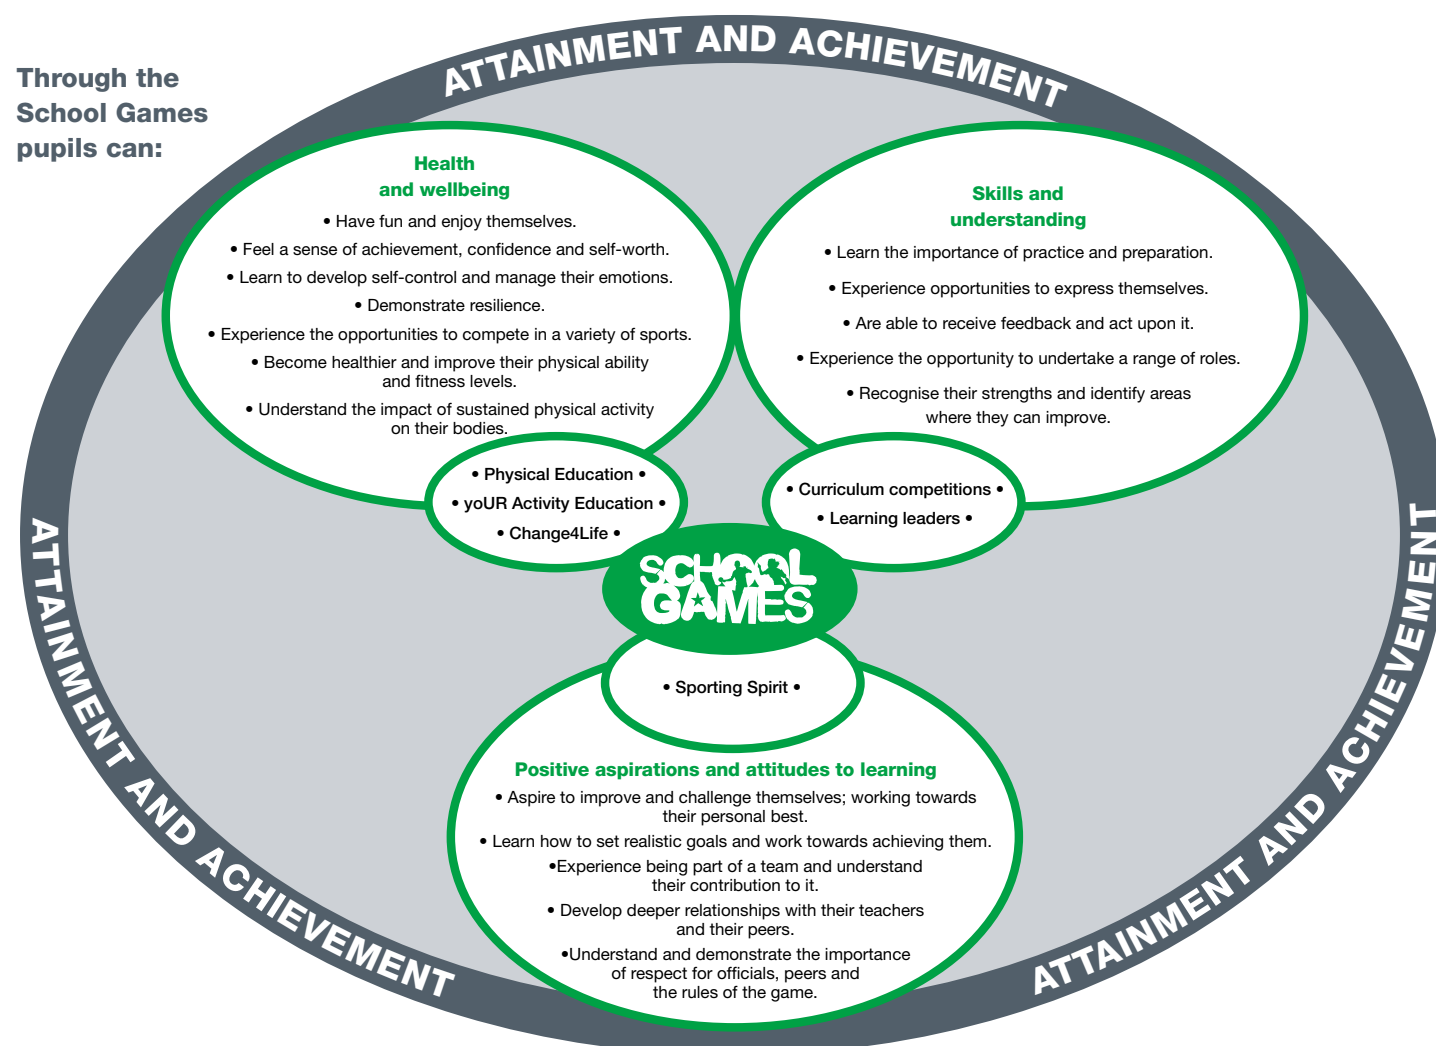 ATTAINMENT AND ACHIEVEMENT
Through the
School Games
pupils can:
Health
and wellbeing
• Have fun and enjoy themselves.
• Feel a sense of achievement, confidence and self-worth.
• Learn to develop self-control and manage their emotions.
• Demonstrate resilience.
• Experience the opportunities to compete in a variety of sports.
• Become healthier and improve their physical ability
and fitness levels.
• Understand the impact of sustained physical activity
on their bodies.
• Physical Education •
• yoUR Activity Education •
• Change4Life •
Skills and
understanding
• Learn the importance of practice and preparation.
• Experience opportunities to express themselves.
• Are able to receive feedback and act upon it.
• Experience the opportunity to undertake a range of roles.
• Recognise their strengths and identify areas
where they can improve.
• Curriculum competitions •
• Learning leaders •
SCHOOL
GAMES
• Sporting Spirit •
Positive aspirations and attitudes to learning
• Aspire to improve and challenge themselves; working towards
their personal best.
• Learn how to set realistic goals and work towards achieving them.
•Experience being part of a team and understand
their contribution to it.
• Develop deeper relationships with their teachers
and their peers.
•Understand and demonstrate the importance
of respect for officials, peers and
the rules of the game.
ATTAINMENT AND ACHIEVEMENT
ATTAINMENT AND ACHIEVEMENT